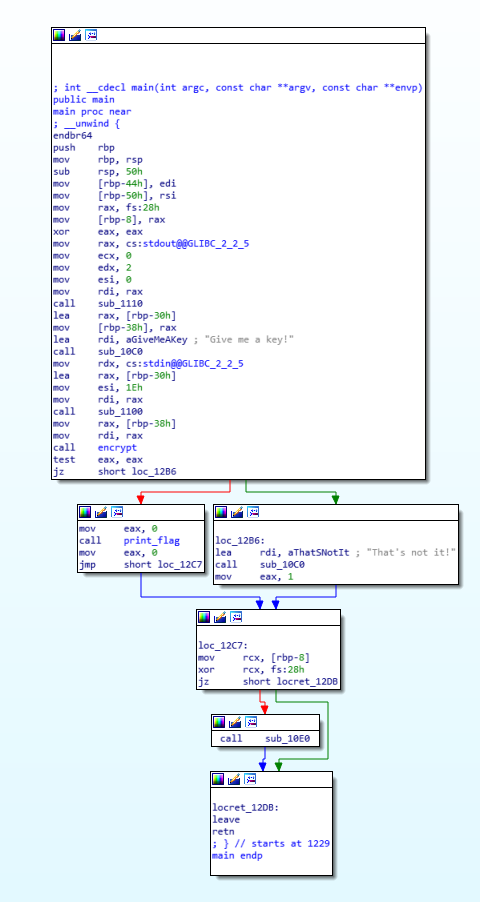 ; int __cdecl main(int argc, const char **argv, const char **envp)
public main
main proc near
; __unwind {
endbr64
push rbp
mov rbp, rsp
sub rsp, 50h
mov [rbp-44h], edi
mov [rbp-50h], rsi
mov rax, fs:28h
mov [rbp-8], rax
xor eax, eax
mov rax, cs:stdout@@GLIBC_2_2_5
mov ecx, 0
mov edx, 2
mov esi, 0
mov rdi, rax
call sub_1110
lea rax, [rbp-30h]
mov [rbp-38h], rax
lea rdi, aGiveMeAKey ; "Give me a key!"
call sub_10C0
mov rdx, cs:stdin@@GLIBC_2_2_5
lea rax, [rbp-30h]
mov esi, 1Eh
mov rdi, rax
call sub_1100
mov rax, [rbp-38h]
mov rdi, rax
call encrypt
test eax, eax
jz short loc_12B6
mov eax, 0
call print_flag
mov eax, 0
jmp short loc_12C7
loc_12B6:
lea rdi, aThatSNotIt ; "That's not it!"
call sub_10C0
mov eax, 1
loc_12C7:
mov rcx, [rbp-8]
xor rcx, fs:28h
jz short locret_12DB
call sub_10E0
locret_12DB:
leave
retn
; } // starts at 1229
main endp